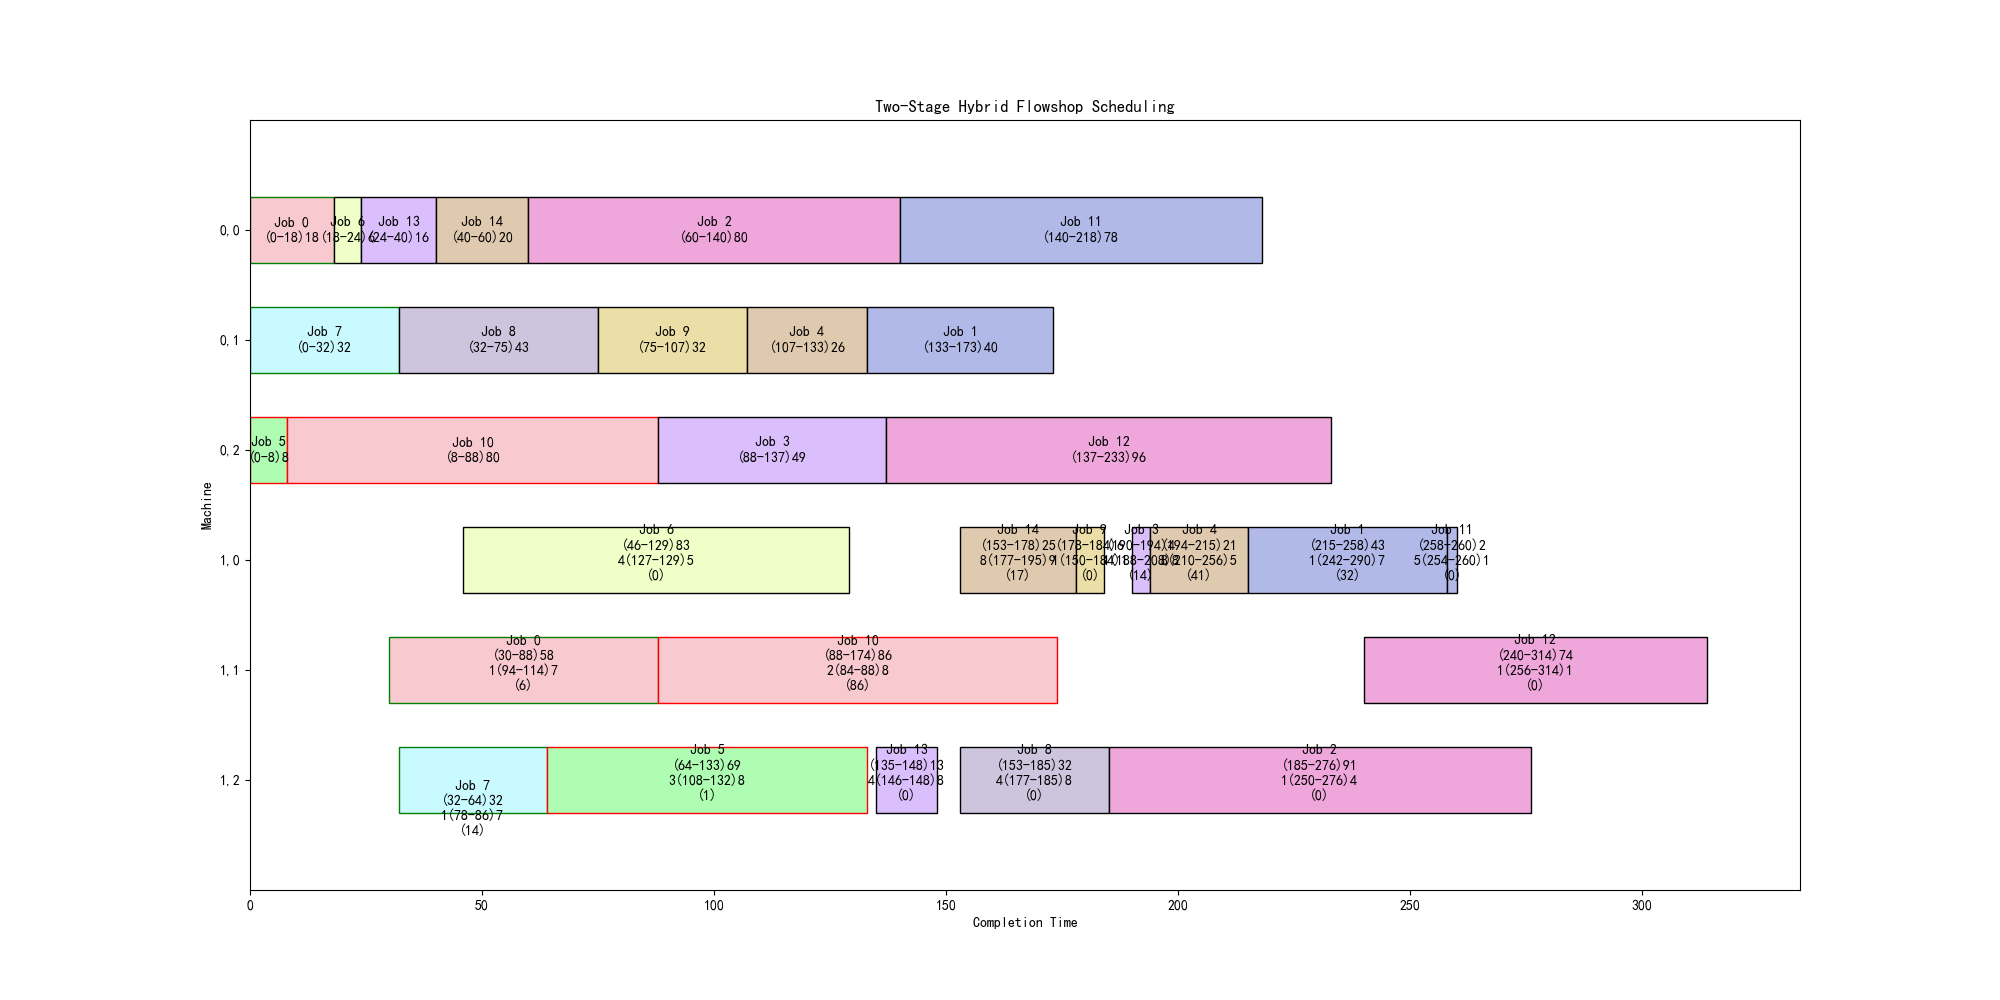 Two-Stage Hybrid Flowshop Scheduling
0,0
Job 0
(0-18)18
Job 6
(18-24)6
Job 13
(24-40)16
Job 14
(40-60)20
Job 2
(60-140)80
Job 11
(140-218)78
0,1
Job 7
(0-32)32
Job 8
(32-75)43
Job 9
(75-107)32
Job 4
(107-133)26
Job 1
(133-173)40
0,2
Job 5
(0-8)8
Job 10
(8-88)80
Job 3
(88-137)49
Job 12
(137-233)96
Machine
1,0
Job 6
(46-129)83
4(127-129)5
(0)
Job 14
(153-178)25
8(177-195)9
(17)
Job 9
(178-184)6
(0)
Job 3
(190-194)4
(14)
Job 4
(194-215)21
(41)
Job 1
(215-258)43
1(242-290)7
(32)
Job 11
(258-260)2
5(254-260)1
(0)
1,1
Job 0
(30-88)58
1(94-114)7
(6)
Job 10
(88-174)86
2(84-88)8
(86)
Job 12
(240-314)74
1(256-314)1
(0)
1,2
Job 7
(32-64)32
1(78-86)7
(14)
Job 5
(64-133)69
3(108-132)8
(1)
Job 13
(135-148)13
4(146-148)8
(0)
Job 8
(153-185)32
4(177-185)8
(0)
Job 2
(185-276)91
1(250-276)4
(0)
0
50
100
150
200
250
300
Completion Time